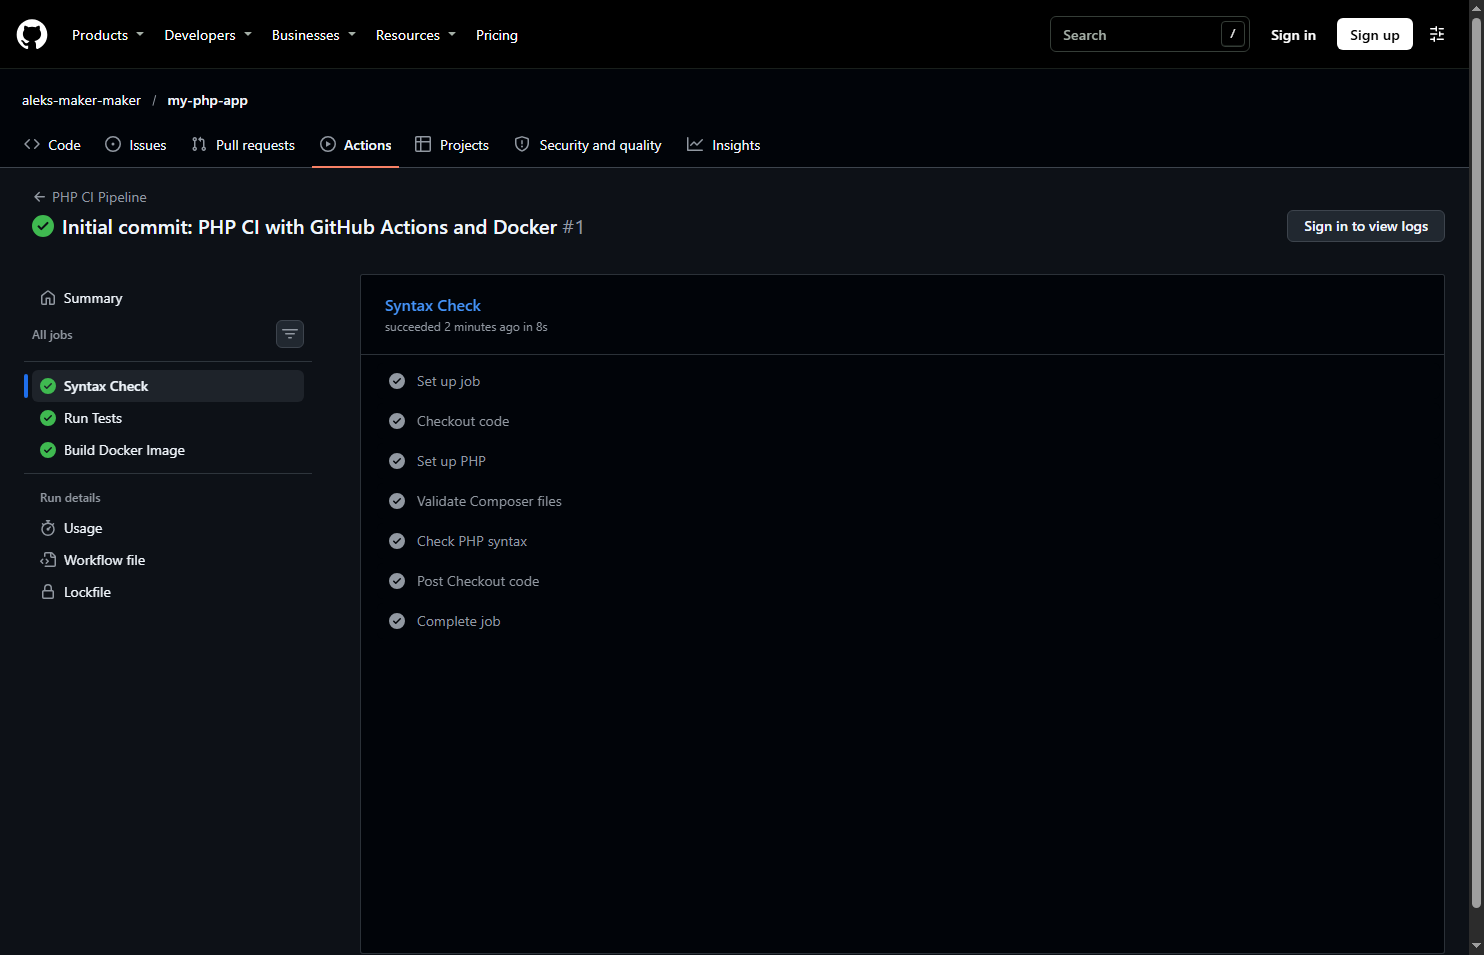 Products Developers Businesses Resources Pricing Search / Sign in Sign up
aleks-maker-maker / my-php-app
Code Issues Pull requests Actions Projects Security and quality Insights
PHP CI Pipeline
Initial commit: PHP CI with GitHub Actions and Docker #1
Sign in to view logs
Summary
All jobs
Syntax Check
Run Tests
Build Docker Image
Run details
Usage
Workflow file
Lockfile
Syntax Check
succeeded 2 minutes ago in 8s
Set up job
Checkout code
Set up PHP
Validate Composer files
Check PHP syntax
Post Checkout code
Complete job